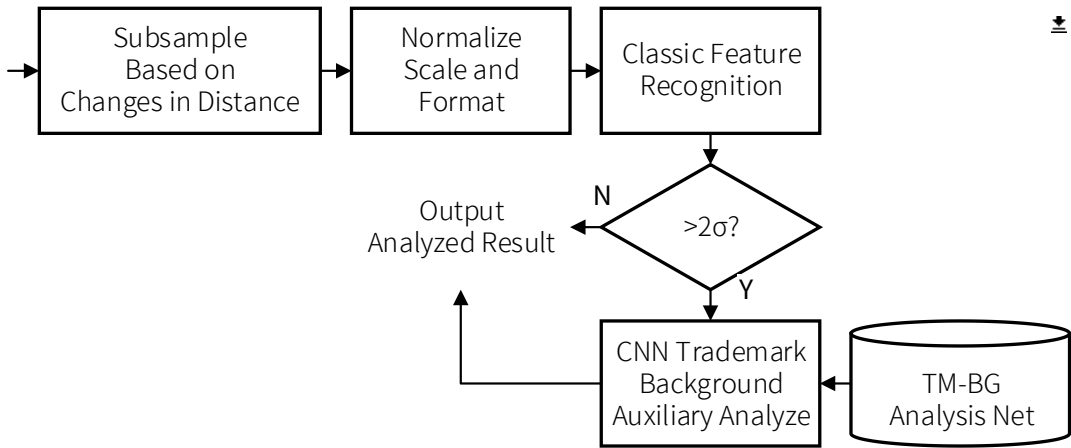 Subsample
Based on
Changes in Distance
Normalize
Scale and
Format
Classic Feature
Recognition
N
Output
Analyzed Result
>2σ?
Y
CNN Trademark
Background
Auxiliary Analyze
TM-BG
Analysis Net